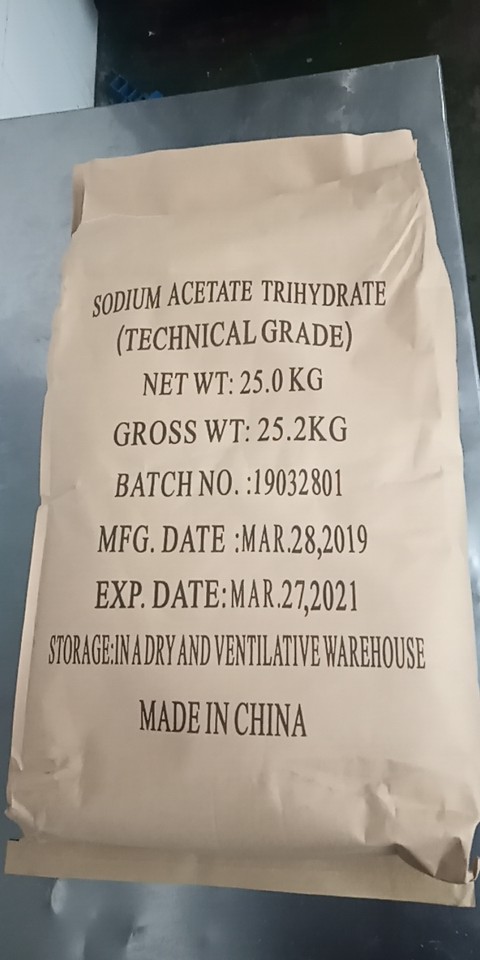 SODIUM ACETATE TRIHYDRATE
(TECHNICAL GRADE)
NET WT: 25.0 KG
GROSS WT: 25.2KG
BATCH NO. :19032801
MFG. DATE :MAR.28,2019
EXP. DATE:MAR.27,2021
STORAGE:IN A DRY AND VENTILATIVE WAREHOUSE
MADE IN CHINA